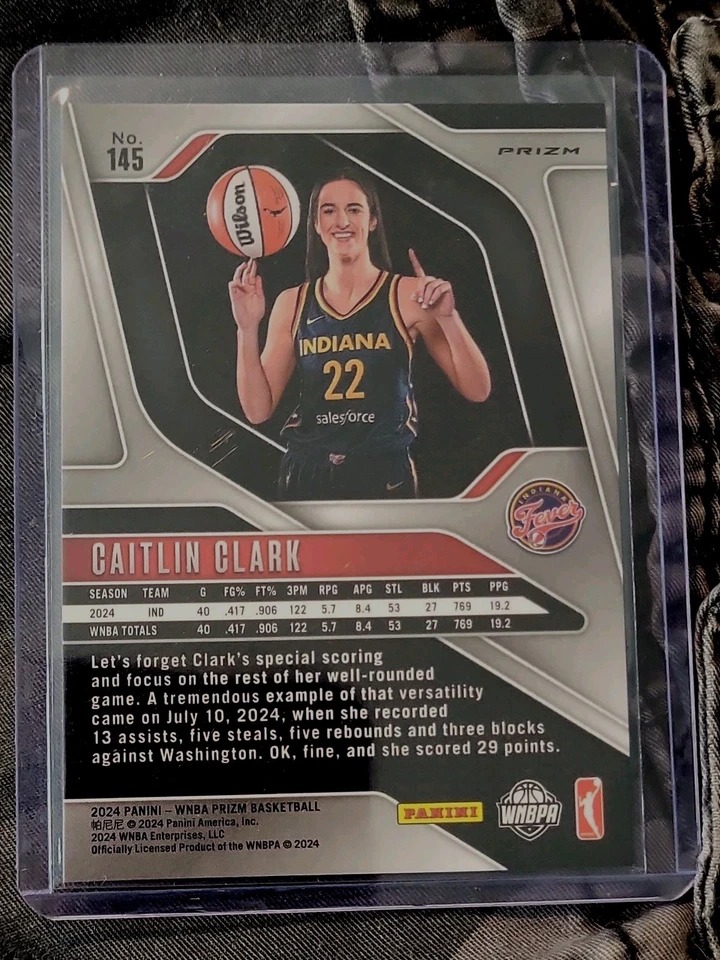 No.
145
PRIZM
Wilson
INDIANA
22
salesforce
INDIANA
Fever
CAITLIN CLARK
SEASON TEAM G FG% FT% 3PM RPG APG STL BLK PTS PPG
2024 IND 40 .417 .906 122 5.7 8.4 53 27 769 19.2
WNBA TOTALS 40 .417 .906 122 5.7 8.4 53 27 769 19.2
Let's forget Clark's special scoring
and focus on the rest of her well-rounded
game. A tremendous example of that versatility
came on July 10, 2024, when she recorded
13 assists, five steals, five rebounds and three blocks
against Washington. OK, fine, and she scored 29 points.
2024 PANINI – WNBA PRIZM BASKETBALL
帕尼尼 © 2024 Panini America, Inc.
2024 WNBA Enterprises, LLC
Officially Licensed Product of the WNBPA © 2024
PANINI
WNBPA